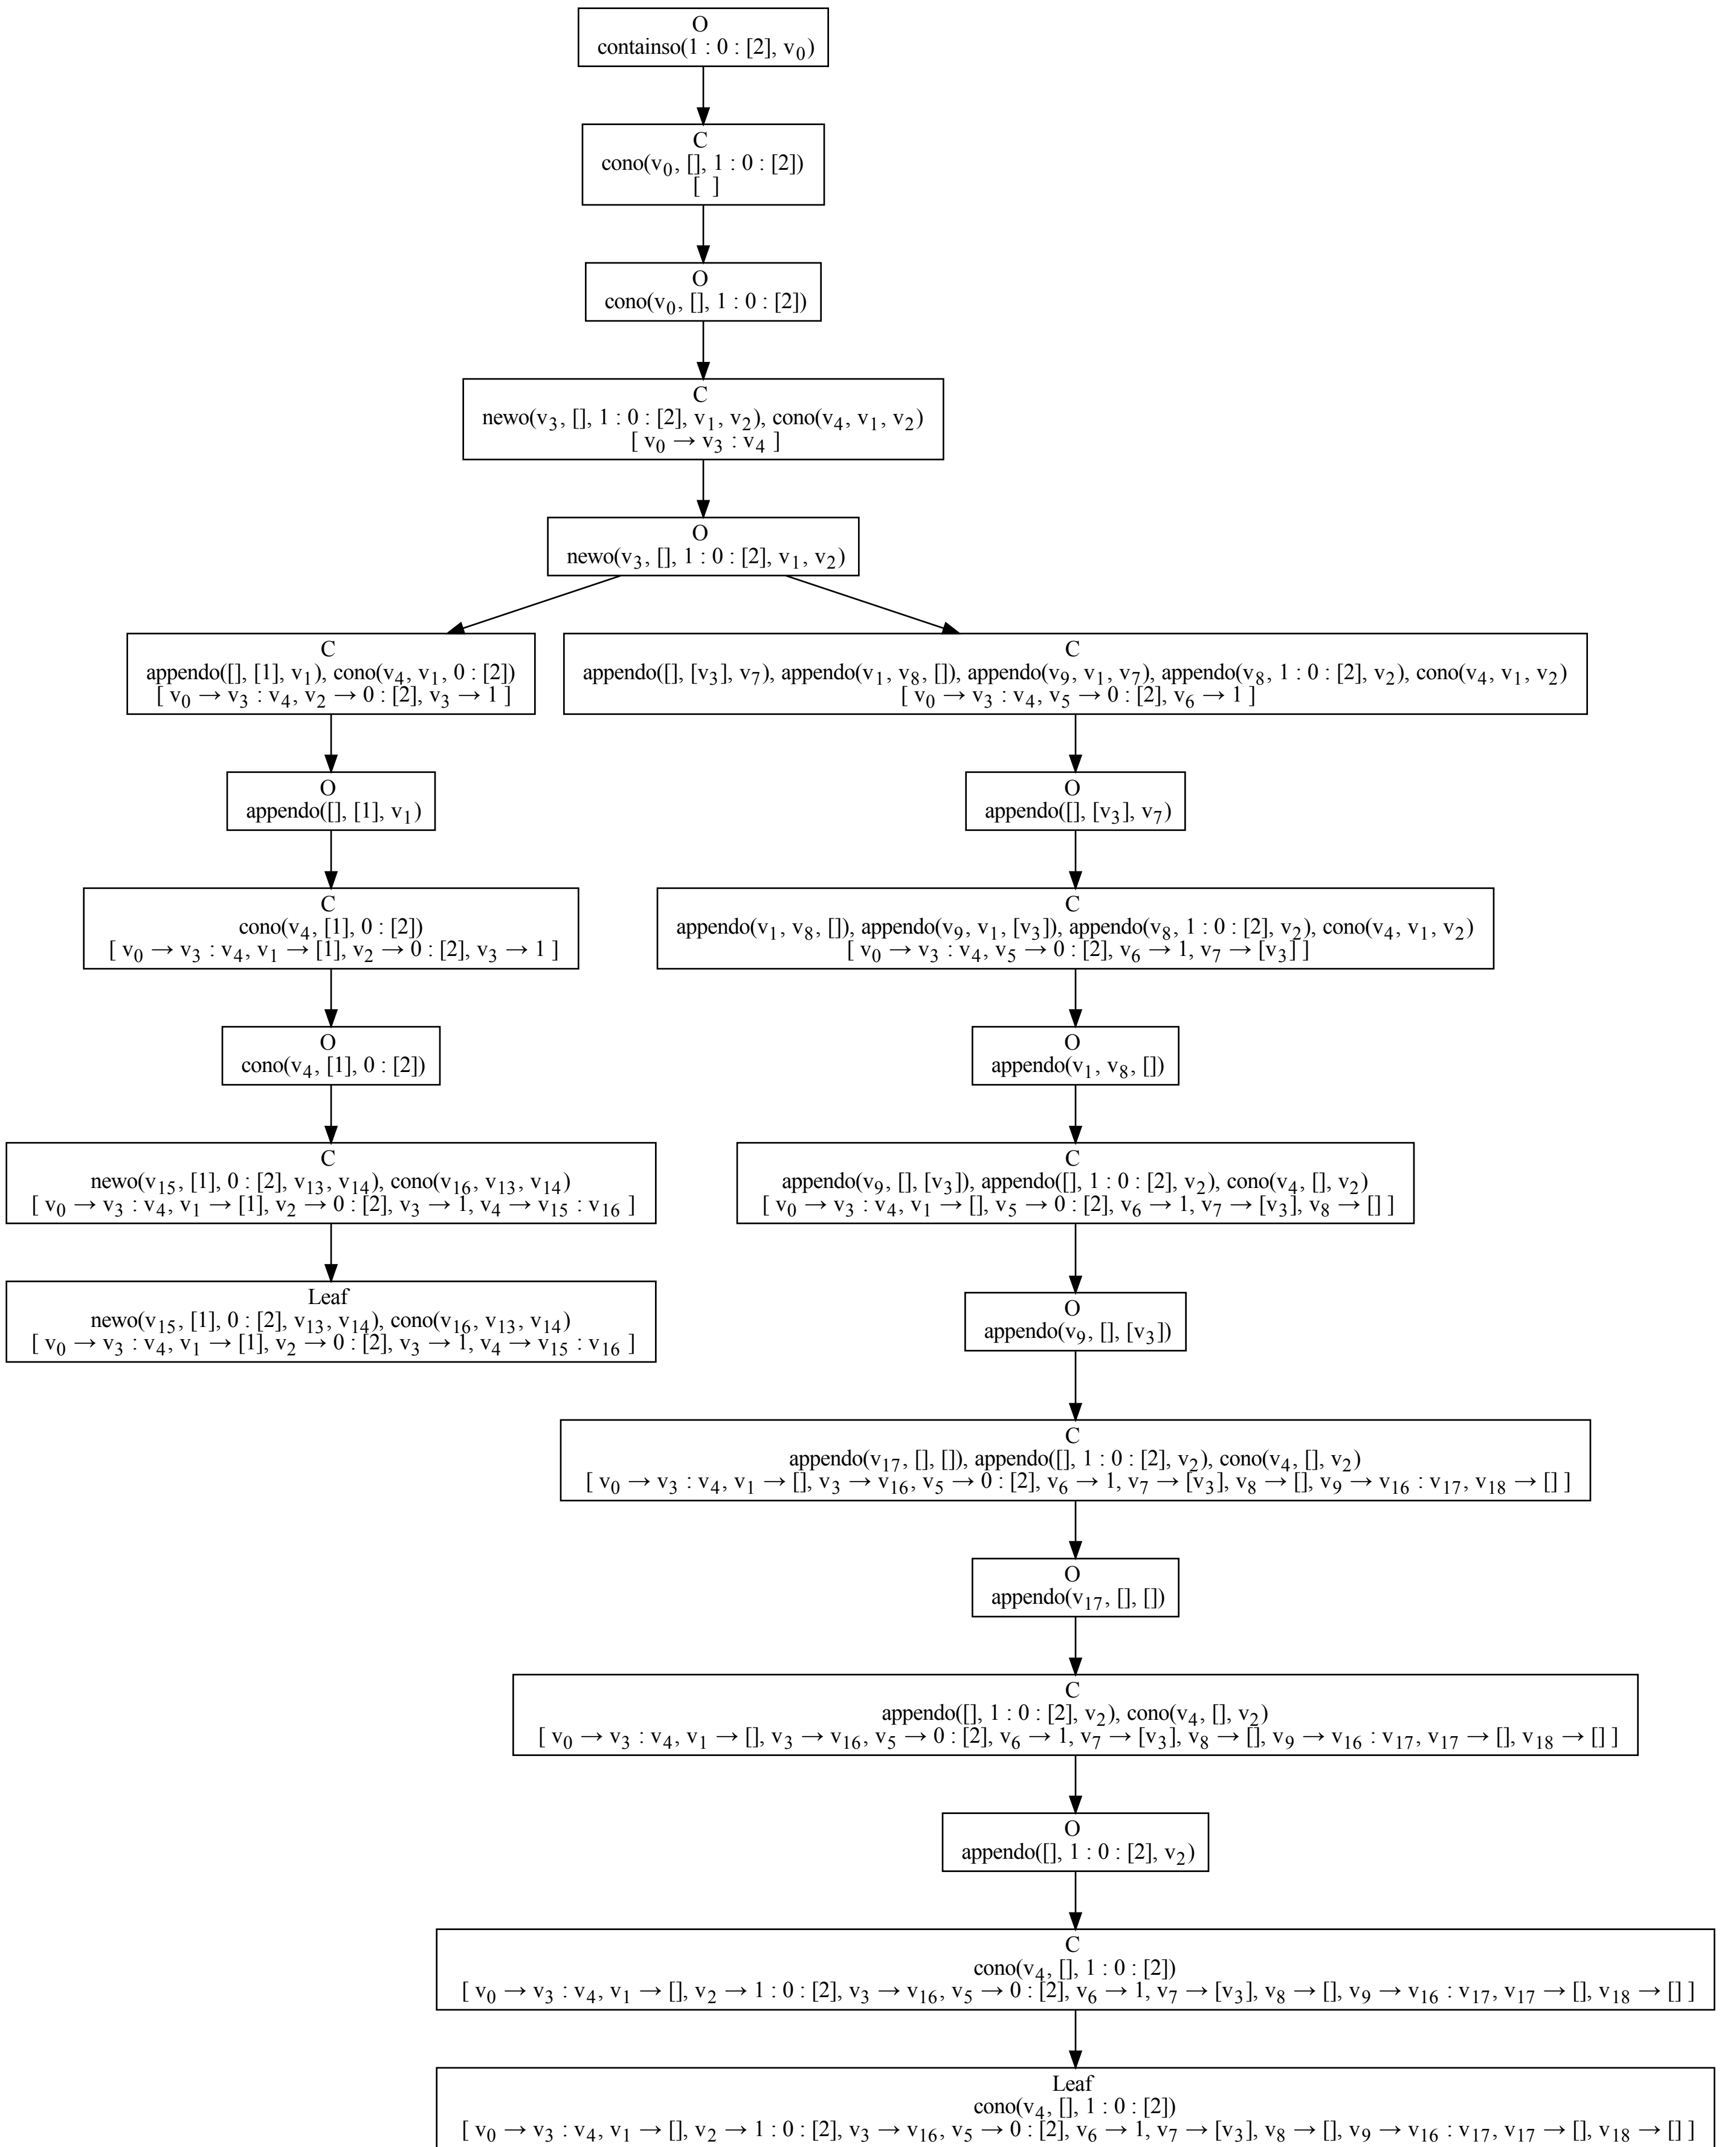 O
containso(1 : 0 : [2], v₀)
C
cono(v₀, [], 1 : 0 : [2])
[ ]
O
cono(v₀, [], 1 : 0 : [2])
C
newo(v₃, [], 1 : 0 : [2], v₁, v₂), cono(v₄, v₁, v₂)
[ v₀ → v₃ : v₄ ]
O
newo(v₃, [], 1 : 0 : [2], v₁, v₂)
C
appendo([], [1], v₁), cono(v₄, v₁, 0 : [2])
[ v₀ → v₃ : v₄, v₂ → 0 : [2], v₃ → 1 ]
O
appendo([], [1], v₁)
C
cono(v₄, [1], 0 : [2])
[ v₀ → v₃ : v₄, v₁ → [1], v₂ → 0 : [2], v₃ → 1 ]
O
cono(v₄, [1], 0 : [2])
C
newo(v₁₅, [1], 0 : [2], v₁₃, v₁₄), cono(v₁₆, v₁₃, v₁₄)
[ v₀ → v₃ : v₄, v₁ → [1], v₂ → 0 : [2], v₃ → 1, v₄ → v₁₅ : v₁₆ ]
Leaf
newo(v₁₅, [1], 0 : [2], v₁₃, v₁₄), cono(v₁₆, v₁₃, v₁₄)
[ v₀ → v₃ : v₄, v₁ → [1], v₂ → 0 : [2], v₃ → 1, v₄ → v₁₅ : v₁₆ ]
C
appendo([], [v₃], v₇), appendo(v₁, v₈, []), appendo(v₉, v₁, v₇), appendo(v₈, 1 : 0 : [2], v₂), cono(v₄, v₁, v₂)
[ v₀ → v₃ : v₄, v₅ → 0 : [2], v₆ → 1 ]
O
appendo([], [v₃], v₇)
C
appendo(v₁, v₈, []), appendo(v₉, v₁, [v₃]), appendo(v₈, 1 : 0 : [2], v₂), cono(v₄, v₁, v₂)
[ v₀ → v₃ : v₄, v₅ → 0 : [2], v₆ → 1, v₇ → [v₃] ]
O
appendo(v₁, v₈, [])
C
appendo(v₉, [], [v₃]), appendo([], 1 : 0 : [2], v₂), cono(v₄, [], v₂)
[ v₀ → v₃ : v₄, v₁ → [], v₅ → 0 : [2], v₆ → 1, v₇ → [v₃], v₈ → [] ]
O
appendo(v₉, [], [v₃])
C
appendo(v₁₇, [], []), appendo([], 1 : 0 : [2], v₂), cono(v₄, [], v₂)
[ v₀ → v₃ : v₄, v₁ → [], v₃ → v₁₆, v₅ → 0 : [2], v₆ → 1, v₇ → [v₃], v₈ → [], v₉ → v₁₆ : v₁₇, v₁₈ → [] ]
O
appendo(v₁₇, [], [])
C
appendo([], 1 : 0 : [2], v₂), cono(v₄, [], v₂)
[ v₀ → v₃ : v₄, v₁ → [], v₃ → v₁₆, v₅ → 0 : [2], v₆ → 1, v₇ → [v₃], v₈ → [], v₉ → v₁₆ : v₁₇, v₁₇ → [], v₁₈ → [] ]
O
appendo([], 1 : 0 : [2], v₂)
C
cono(v₄, [], 1 : 0 : [2])
[ v₀ → v₃ : v₄, v₁ → [], v₂ → 1 : 0 : [2], v₃ → v₁₆, v₅ → 0 : [2], v₆ → 1, v₇ → [v₃], v₈ → [], v₉ → v₁₆ : v₁₇, v₁₇ → [], v₁₈ → [] ]
Leaf
cono(v₄, [], 1 : 0 : [2])
[ v₀ → v₃ : v₄, v₁ → [], v₂ → 1 : 0 : [2], v₃ → v₁₆, v₅ → 0 : [2], v₆ → 1, v₇ → [v₃], v₈ → [], v₉ → v₁₆ : v₁₇, v₁₇ → [], v₁₈ → [] ]